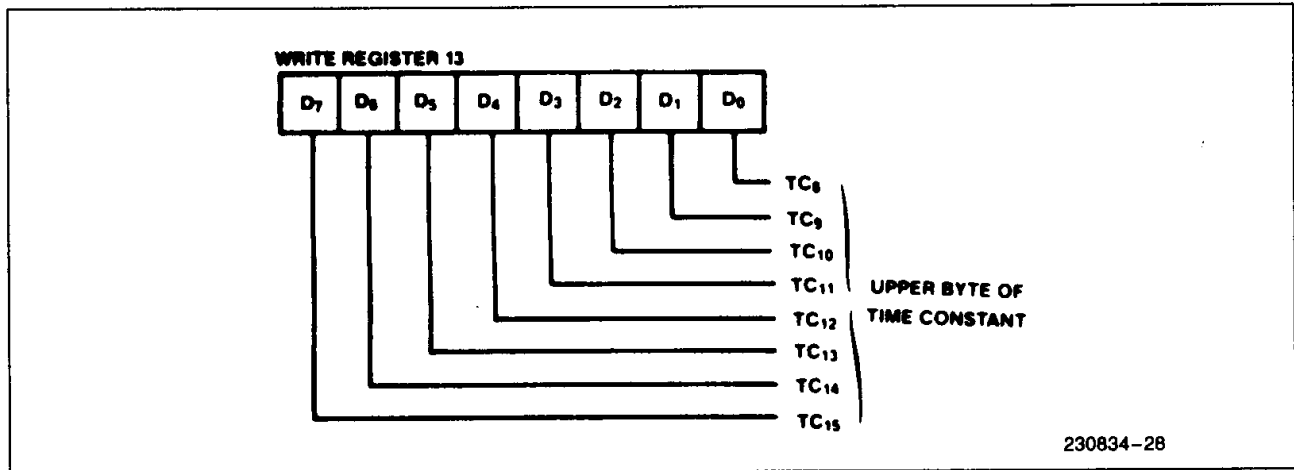 WRITE REGISTER 13
D₇ D₆ D₅ D₄ D₃ D₂ D₁ D₀
TC₈
TC₉
TC₁₀
TC₁₁
TC₁₂
TC₁₃
TC₁₄
TC₁₅
UPPER BYTE OF
TIME CONSTANT
230834–28